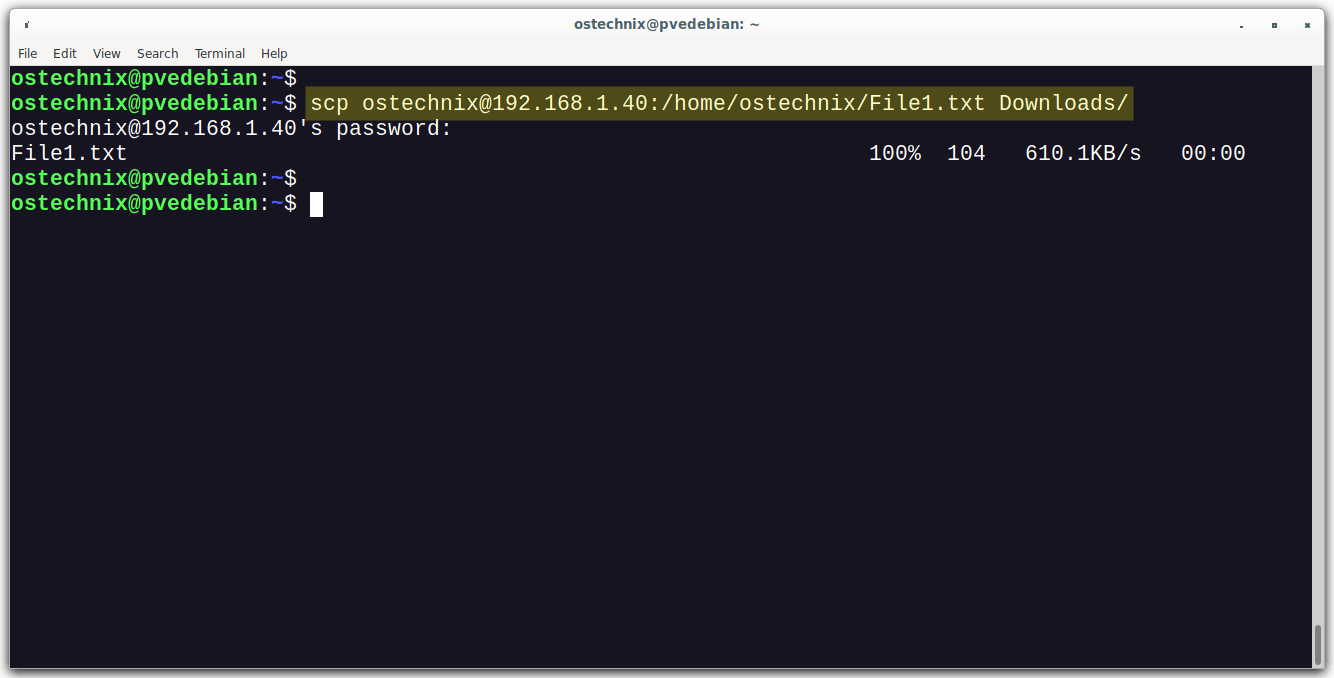 ostechnix@pvedebian: ~
File Edit View Search Terminal Help
ostechnix@pvedebian:~$
ostechnix@pvedebian:~$ scp ostechnix@192.168.1.40:/home/ostechnix/File1.txt Downloads/
ostechnix@192.168.1.40's password:
File1.txt 100% 104 610.1KB/s 00:00
ostechnix@pvedebian:~$
ostechnix@pvedebian:~$